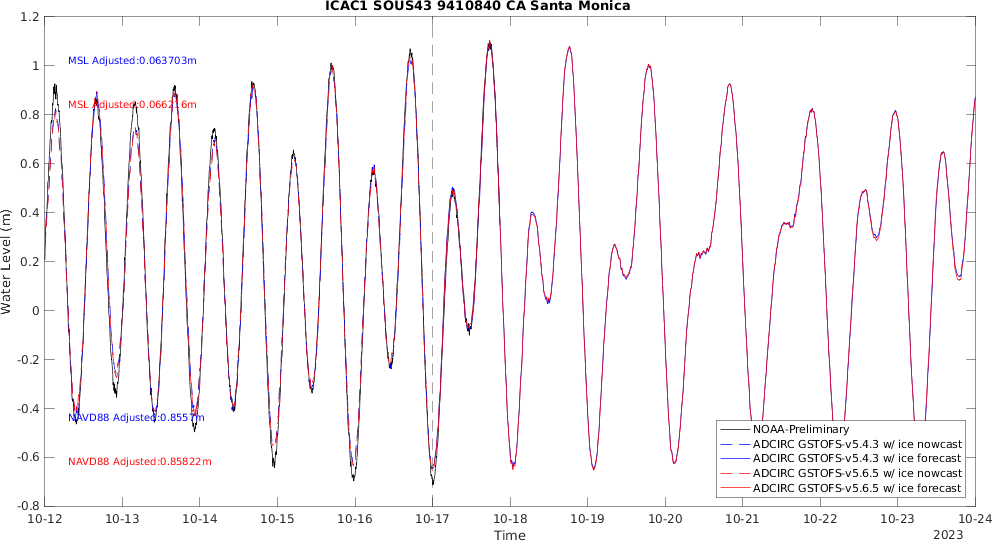 ICAC1 SOUS43 9410840 CA Santa Monica
1.2
1
0.8
0.6
0.4
0.2
0
-0.2
-0.4
-0.6
-0.8
Water Level (m)
MSL Adjusted:0.063703m
MSL Adjusted:0.066216m
NAVD88 Adjusted:0.8557m
NAVD88 Adjusted:0.85822m
NOAA-Preliminary
ADCIRC GSTOFS-v5.4.3 w/ ice nowcast
ADCIRC GSTOFS-v5.4.3 w/ ice forecast
ADCIRC GSTOFS-v5.6.5 w/ ice nowcast
ADCIRC GSTOFS-v5.6.5 w/ ice forecast
10-12 10-13 10-14 10-15 10-16 10-17 10-18 10-19 10-20 10-21 10-22 10-23 10-24
Time
2023